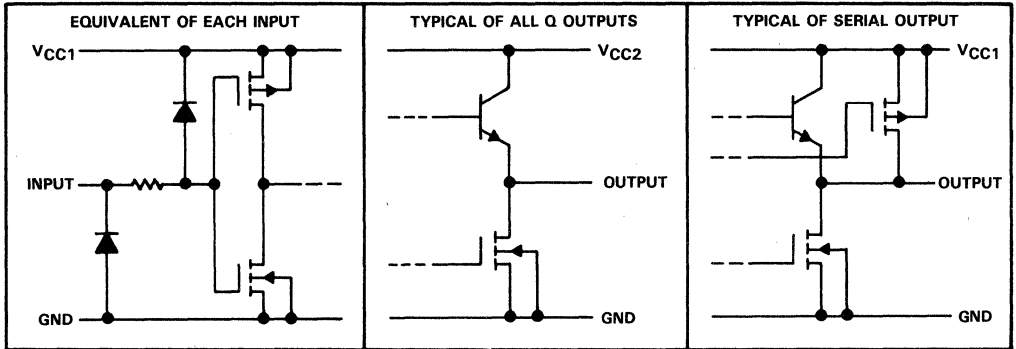 EQUIVALENT OF EACH INPUT
VCC1
INPUT
GND
TYPICAL OF ALL Q OUTPUTS
VCC2
OUTPUT
GND
TYPICAL OF SERIAL OUTPUT
VCC1
OUTPUT
GND